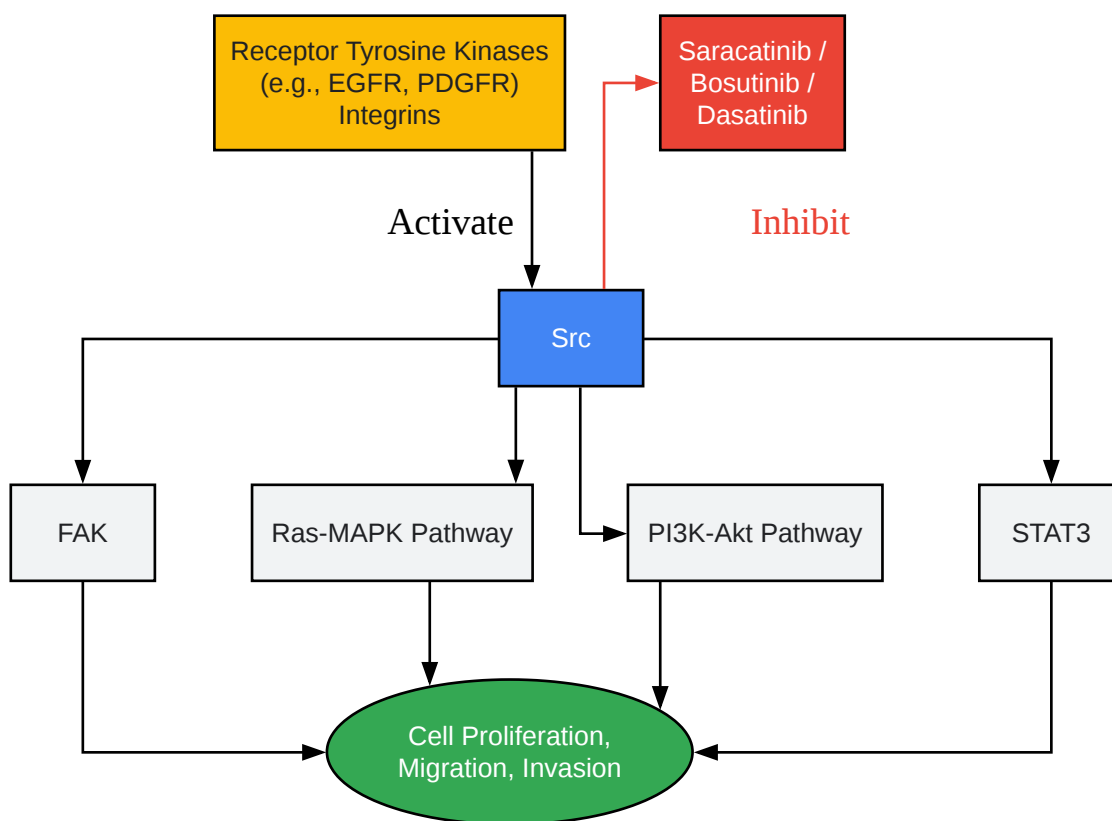 Receptor Tyrosine Kinases
(e.g., EGFR, PDGFR)
Integrins
Saracatinib /
Bosutinib /
Dasatinib
Activate
Inhibit
Src
FAK
Ras-MAPK Pathway
PI3K-Akt Pathway
STAT3
Cell Proliferation,
Migration, Invasion